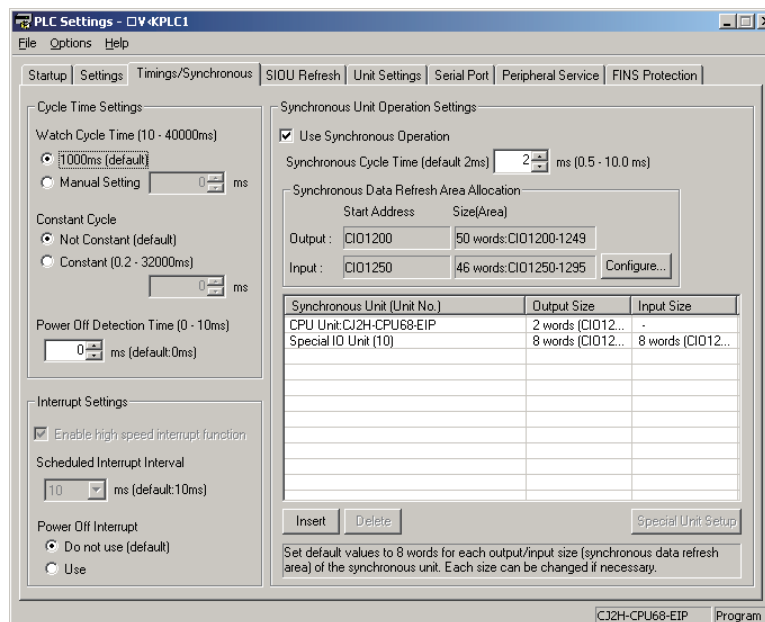 PLC Settings - KPLC1
File Options Help
Startup Settings Timings/Synchronous SIOU Refresh Unit Settings Serial Port Peripheral Service FINS Protection
Cycle Time Settings
Watch Cycle Time (10 - 40000ms)
1000ms (default)
Manual Setting 0 ms
Constant Cycle
Not Constant (default)
Constant (0.2 - 32000ms)
0 ms
Power Off Detection Time (0 - 10ms)
0 ms (default:0ms)
Interrupt Settings
Enable high speed interrupt function
Scheduled Interrupt Interval
10 ms (default:10ms)
Power Off Interrupt
Do not use (default)
Use
Synchronous Unit Operation Settings
Use Synchronous Operation
Synchronous Cycle Time (default 2ms) 2 ms (0.5 - 10.0 ms)
Synchronous Data Refresh Area Allocation
Start Address Size(Area)
Output : CIO1200 50 words:CIO1200-1249
Input : CIO1250 46 words:CIO1250-1295 Configure...
Synchronous Unit (Unit No.) Output Size Input Size
CPU Unit:CJ2H-CPU68-EIP 2 words (CIO12... -
Special IO Unit (10) 8 words (CIO12... 8 words (CIO12...
Insert Delete Special Unit Setup
Set default values to 8 words for each output/input size (synchronous data refresh
area) of the synchronous unit. Each size can be changed if necessary.
CJ2H-CPU68-EIP Program